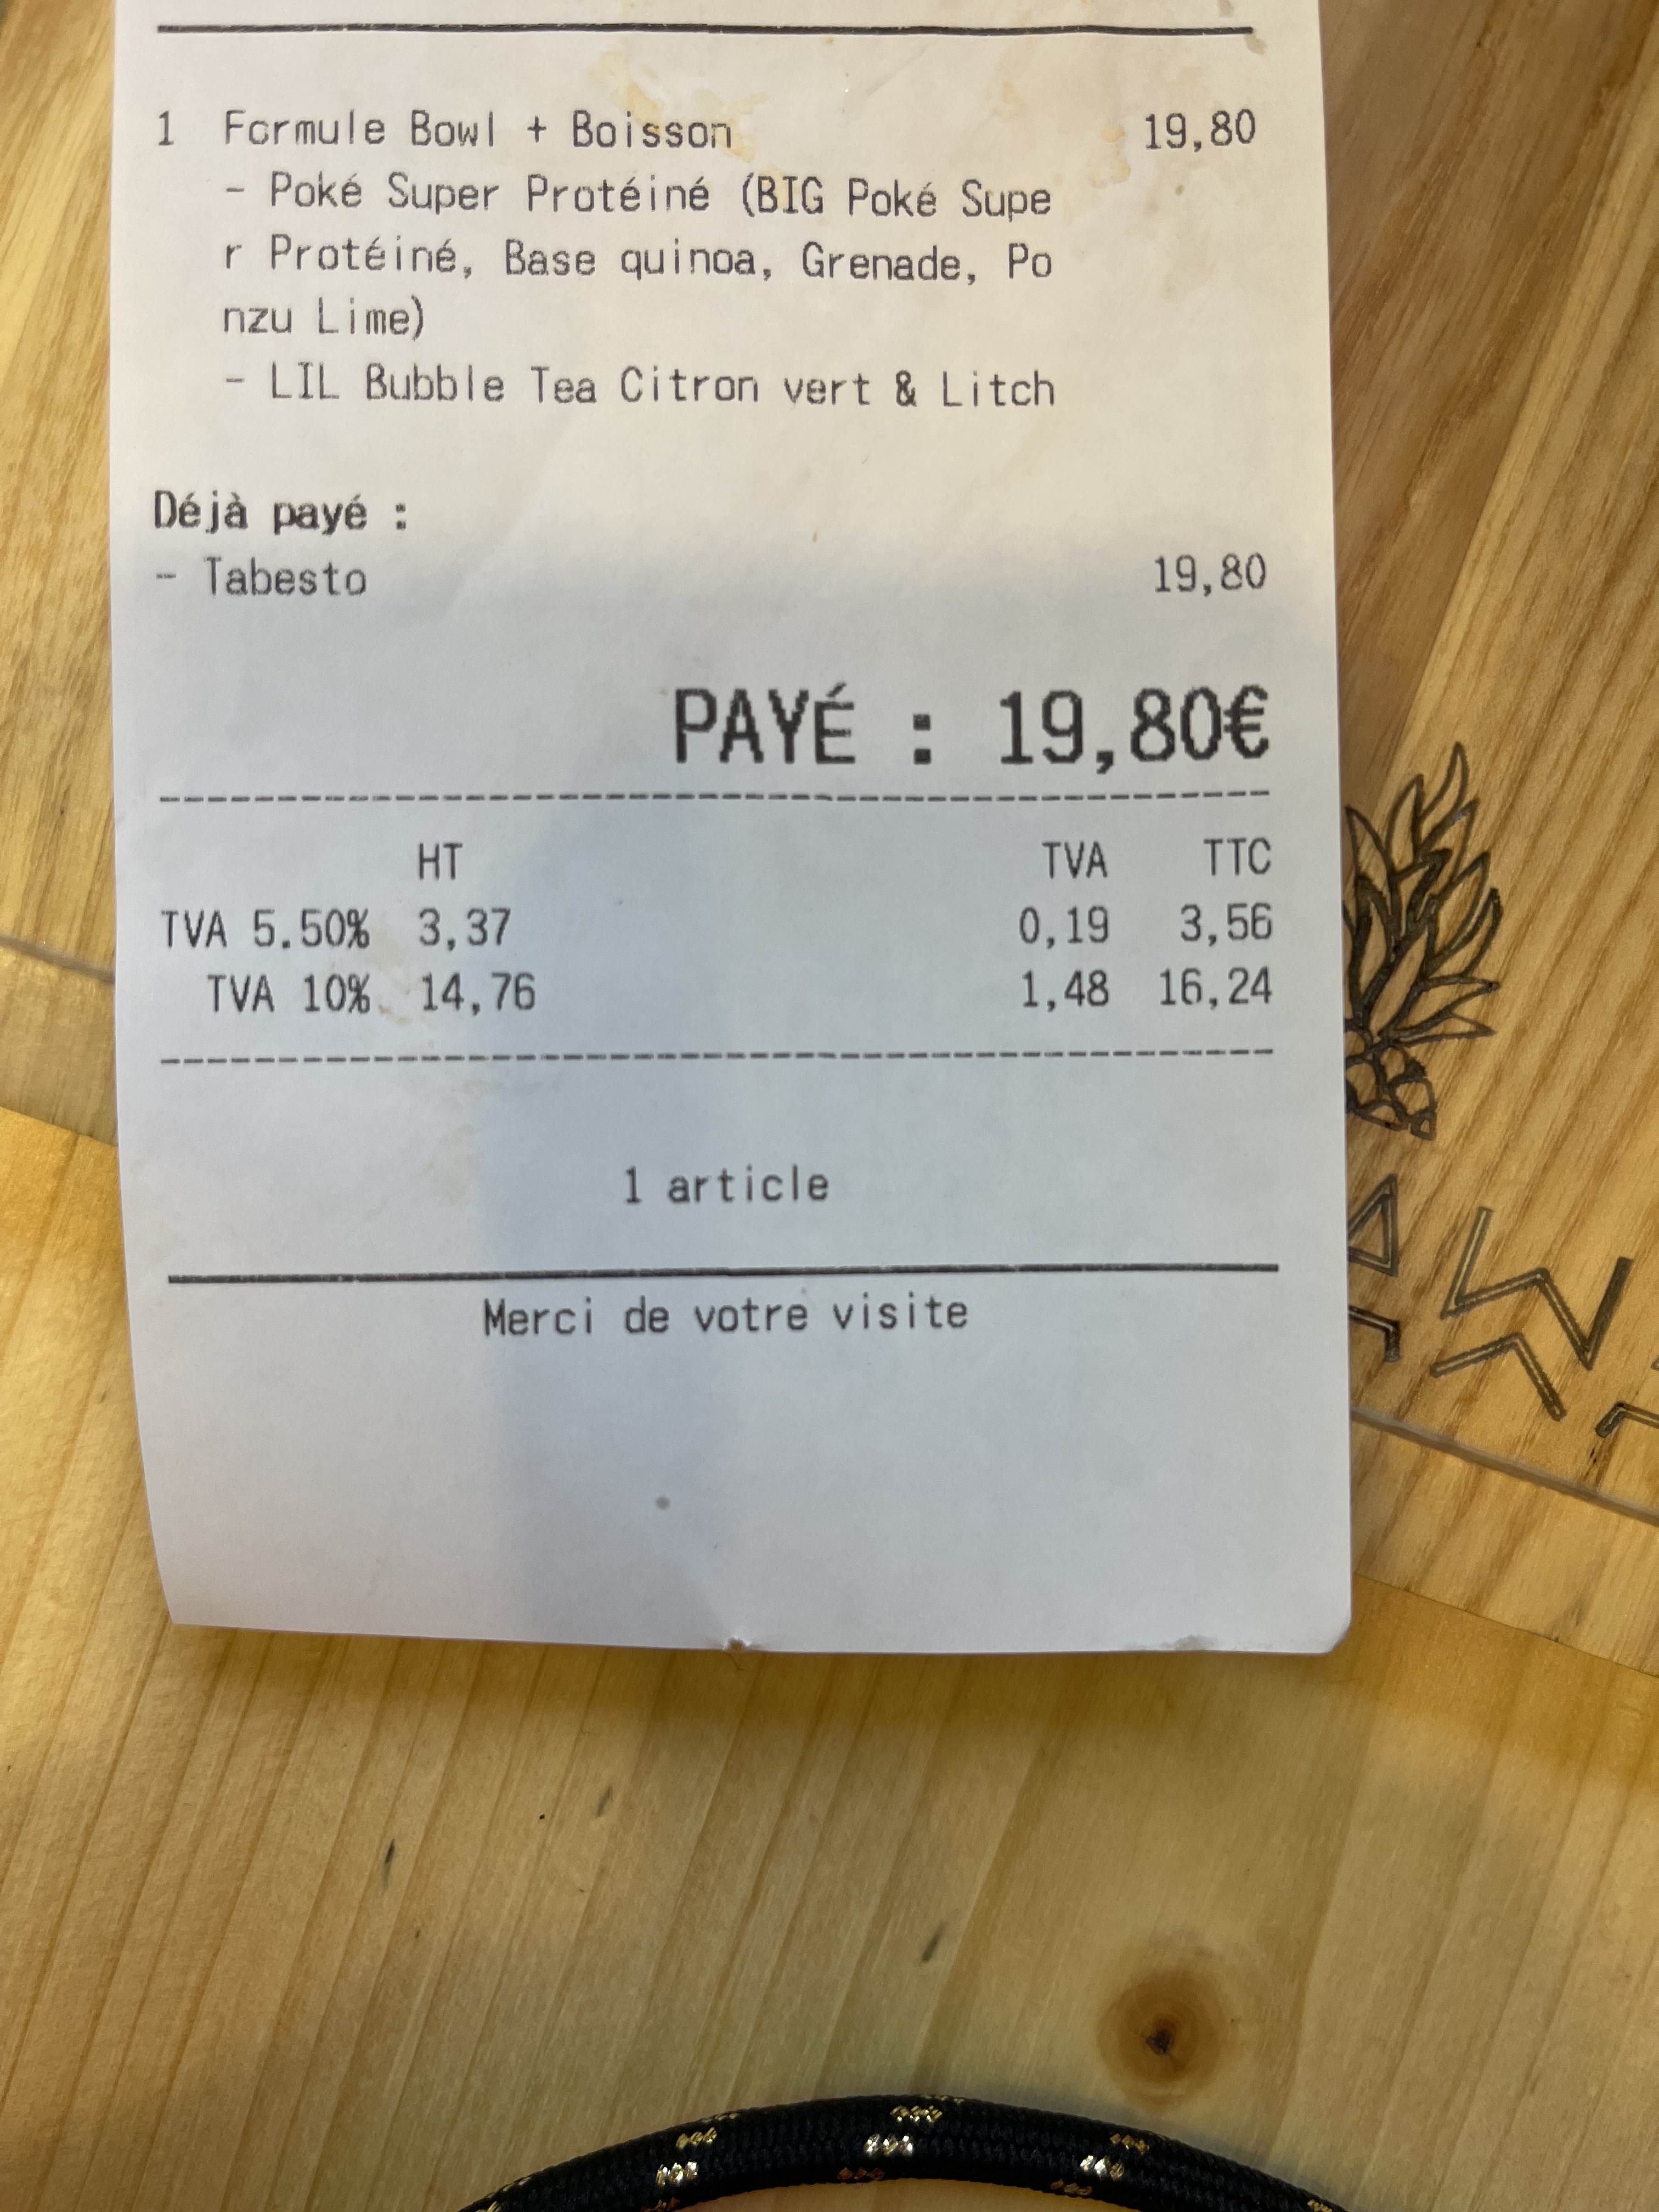 1 Formule Bowl + Boisson 19,80
- Poké Super Protéiné (BIG Poké Supe
r Protéiné, Base quinoa, Grenade, Po
nzu Lime)
- LIL Bubble Tea Citron vert & Litch
Déjà payé :
- Tabesto 19,80
PAYÉ : 19,80€
HT TVA TTC
TVA 5.50% 3,37 0,19 3,56
TVA 10% 14,76 1,48 16,24
1 article
Merci de votre visite